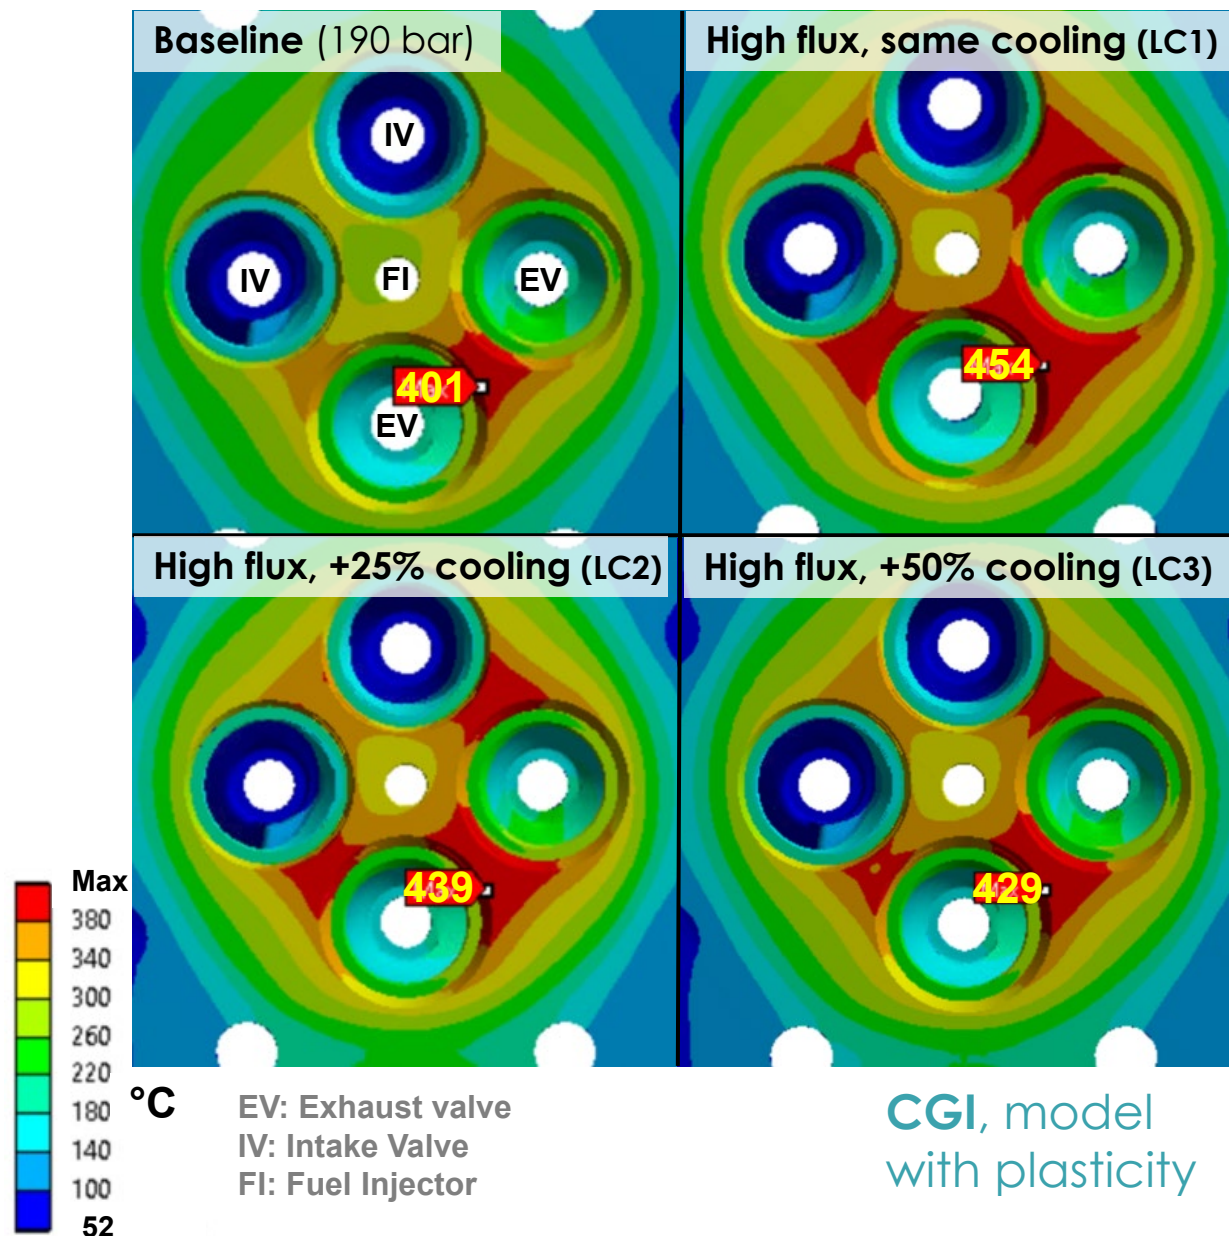 Baseline (190 bar)
High flux, same cooling (LC1)
IV
IV
FI
EV
401
EV
454
High flux, +25% cooling (LC2)
High flux, +50% cooling (LC3)
439
429
Max
380
340
300
260
220
180
140
100
52
°C
EV: Exhaust valve
IV: Intake Valve
FI: Fuel Injector
CGI, model
with plasticity